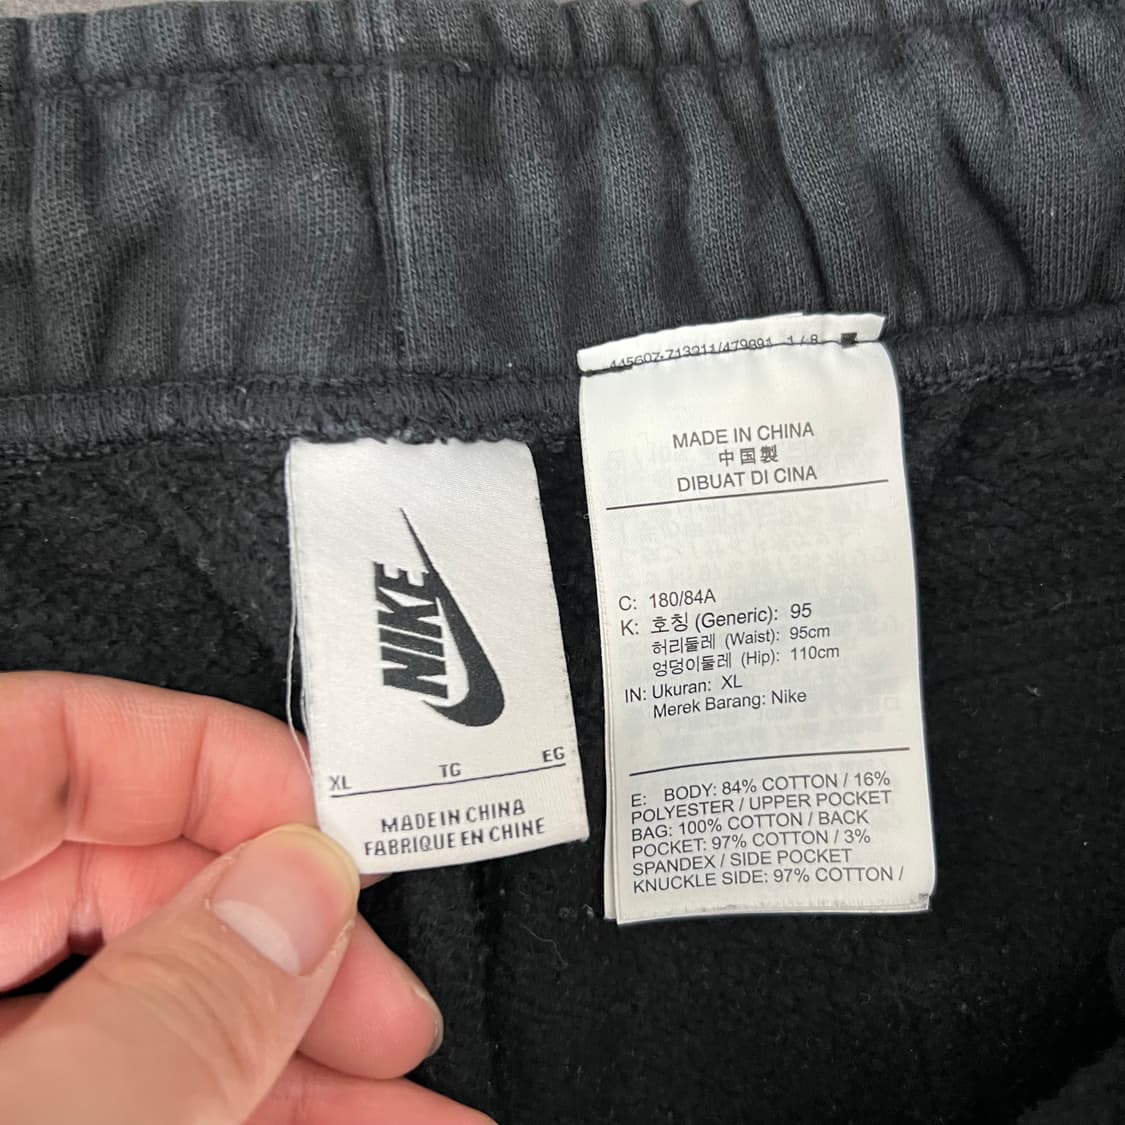 NIKE
XL TG EG
MADE IN CHINA
FABRIQUE EN CHINE
1/8
MADE IN CHINA
中国製
DIBUAT DI CINA
C: 180/84A
K: 호칭 (Generic): 95
허리둘레 (Waist): 95cm
엉덩이둘레 (Hip): 110cm
IN: Ukuran: XL
Merek Barang: Nike
E: BODY: 84% COTTON / 16%
POLYESTER / UPPER POCKET
BAG: 100% COTTON / BACK
POCKET: 97% COTTON / 3%
SPANDEX / SIDE POCKET
KNUCKLE SIDE: 97% COTTON /